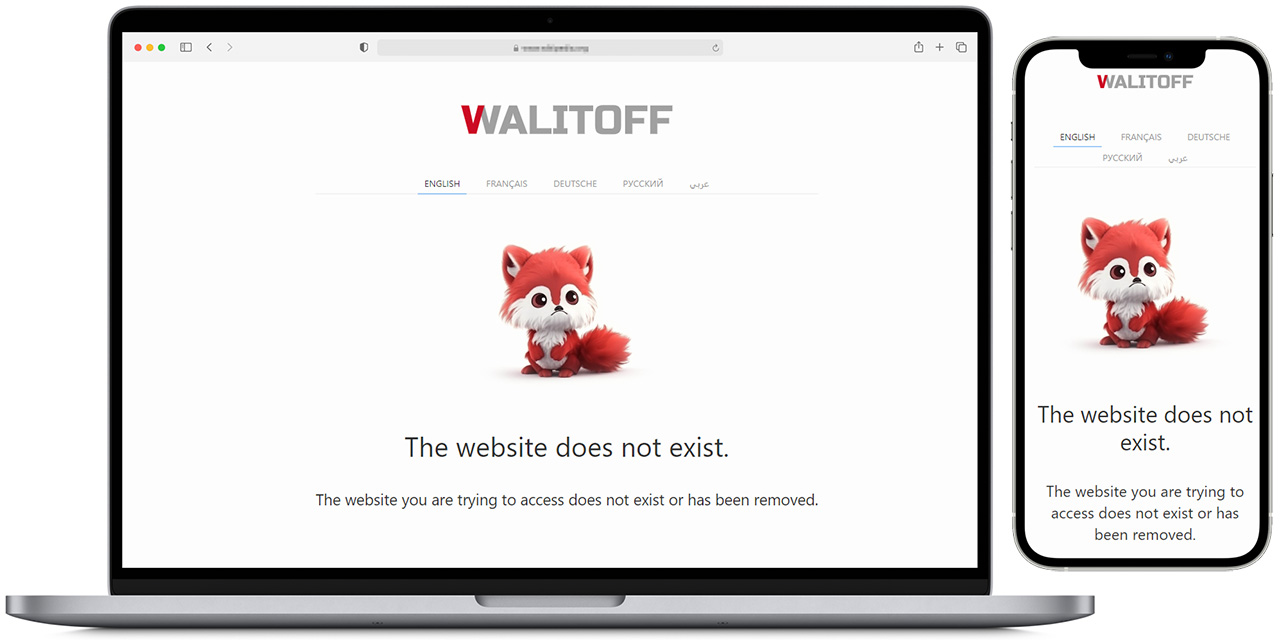 WALITOFF
ENGLISH FRANÇAIS DEUTSCHE РУССКИЙ عربي
The website does not exist.
The website you are trying to access does not exist or has been removed.
WALITOFF
ENGLISH FRANÇAIS DEUTSCHE
РУССКИЙ عربي
The website does not
exist.
The website you are trying to
access does not exist or has
been removed.